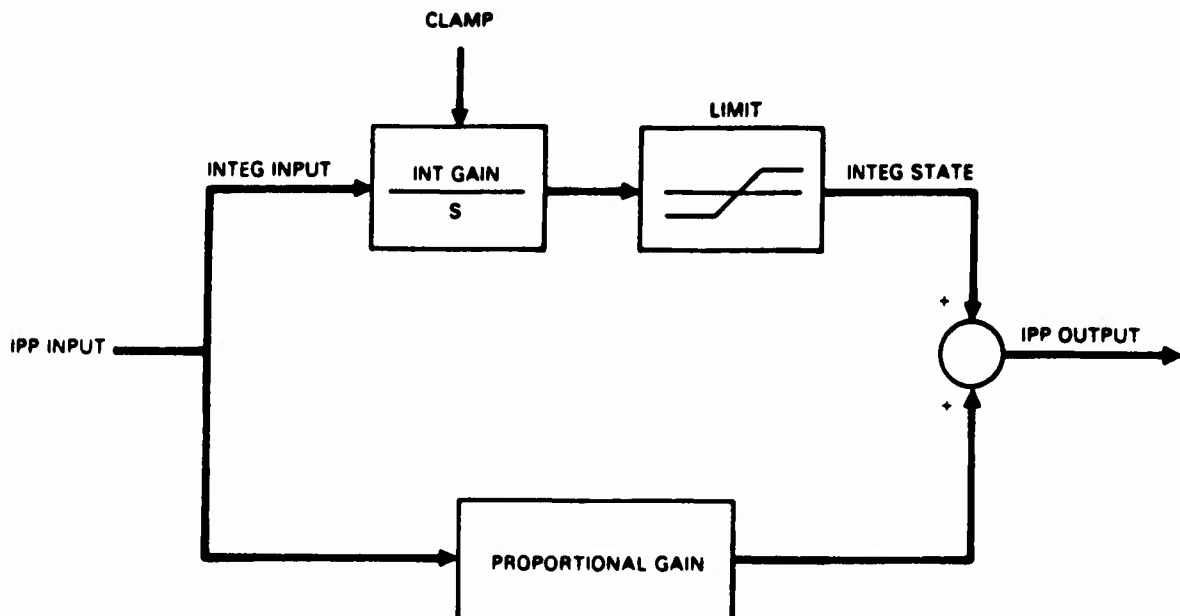 CLAMP
LIMIT
INTEG INPUT
INT GAIN
S
INTEG STATE
+
IPP INPUT
IPP OUTPUT
+
PROPORTIONAL GAIN